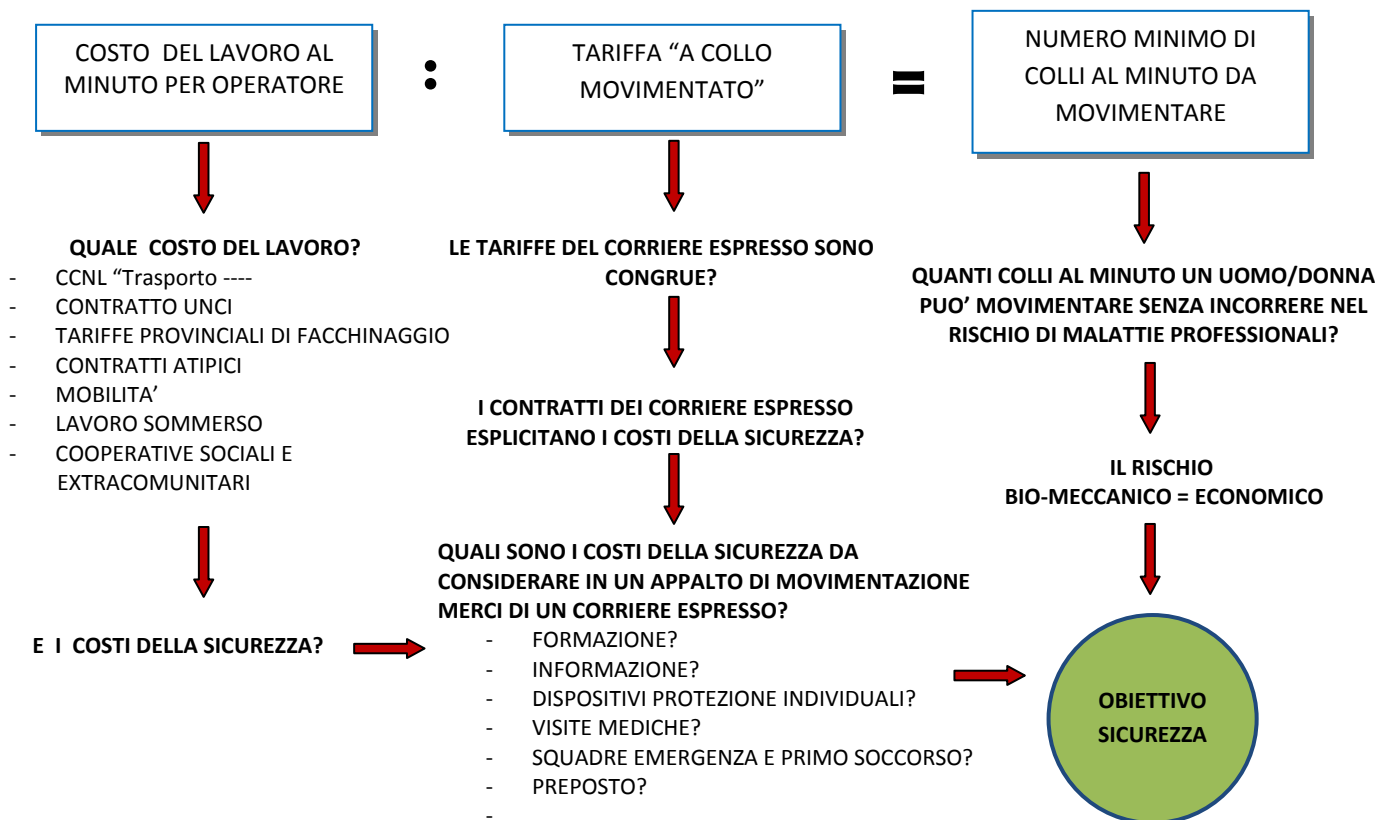 COSTO DEL LAVORO AL
MINUTO PER OPERATORE
:
TARIFFA “A COLLO
MOVIMENTATO”
=
NUMERO MINIMO DI
COLLI AL MINUTO DA
MOVIMENTARE
QUALE COSTO DEL LAVORO?
- CCNL “Trasporto ----
- CONTRATTO UNCI
- TARIFFE PROVINCIALI DI FACCHINAGGIO
- CONTRATTI ATIPICI
- MOBILITA’
- LAVORO SOMMERSO
- COOPERATIVE SOCIALI E
EXTRACOMUNITARI
E I COSTI DELLA SICUREZZA?
LE TARIFFE DEL CORRIERE ESPRESSO SONO
CONGRUE?
I CONTRATTI DEI CORRIERE ESPRESSO
ESPLICITANO I COSTI DELLA SICUREZZA?
QUALI SONO I COSTI DELLA SICUREZZA DA
CONSIDERARE IN UN APPALTO DI MOVIMENTAZIONE
MERCI DI UN CORRIERE ESPRESSO?
- FORMAZIONE?
- INFORMAZIONE?
- DISPOSITIVI PROTEZIONE INDIVIDUALI?
- VISITE MEDICHE?
- SQUADRE EMERGENZA E PRIMO SOCCORSO?
- PREPOSTO?
-
QUANTI COLLI AL MINUTO UN UOMO/DONNA
PUO’ MOVIMENTARE SENZA INCORRERE NEL
RISCHIO DI MALATTIE PROFESSIONALI?
IL RISCHIO
BIO-MECCANICO = ECONOMICO
OBIETTIVO
SICUREZZA